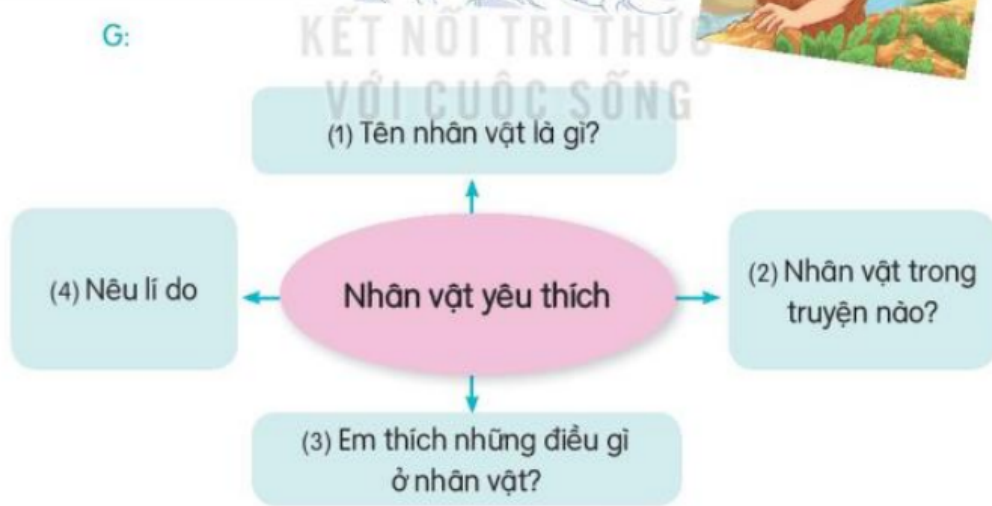 G:
KẾT NỐI TRI THỨC
VỚI CUỘC SỐNG
(1) Tên nhân vật là gì?
(4) Nêu lí do
Nhân vật yêu thích
(2) Nhân vật trong
truyện nào?
(3) Em thích những điều gì
ở nhân vật?